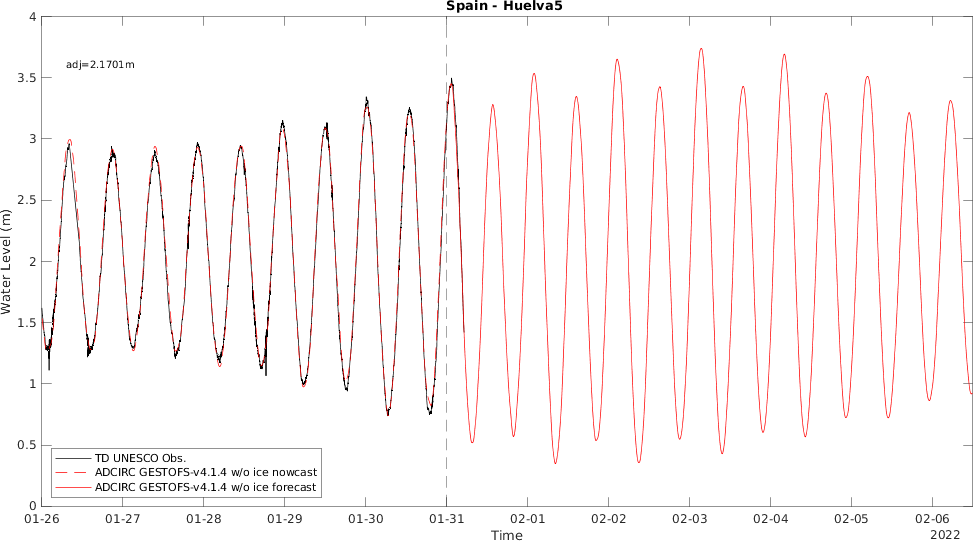 Spain - Huelva5
4
adj=2.1701m
3.5
3
2.5
2
1.5
1
0.5
0
Water Level (m)
TD UNESCO Obs.
ADCIRC GESTOFS-v4.1.4 w/o ice nowcast
ADCIRC GESTOFS-v4.1.4 w/o ice forecast
01-26 01-27 01-28 01-29 01-30 01-31 02-01 02-02 02-03 02-04 02-05 02-06
Time 2022